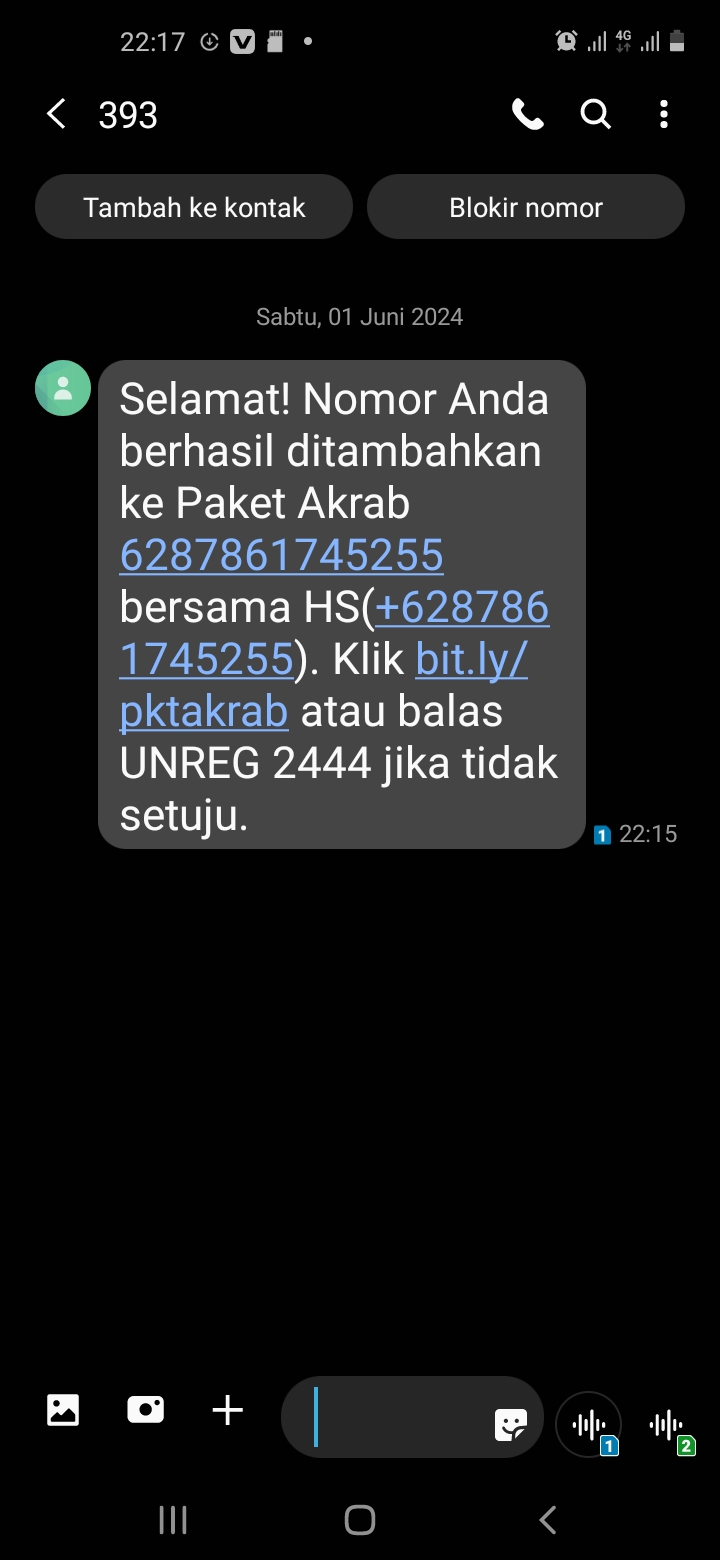 22:17
4G
393
Tambah ke kontak
Blokir nomor
Sabtu, 01 Juni 2024
Selamat! Nomor Anda
berhasil ditambahkan
ke Paket Akrab
6287861745255
bersama HS(+628786
1745255). Klik bit.ly/
pktakrab atau balas
UNREG 2444 jika tidak
setuju.
1 22:15
1
2